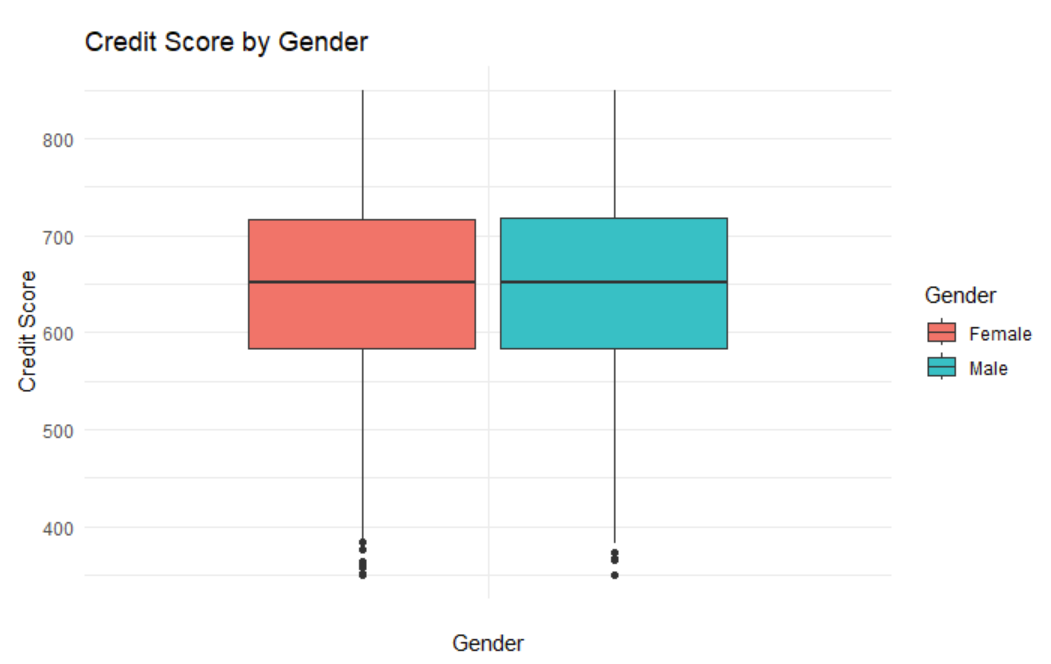 Credit Score by Gender
800
700
600
500
400
Credit Score
Gender
Gender
Female
Male